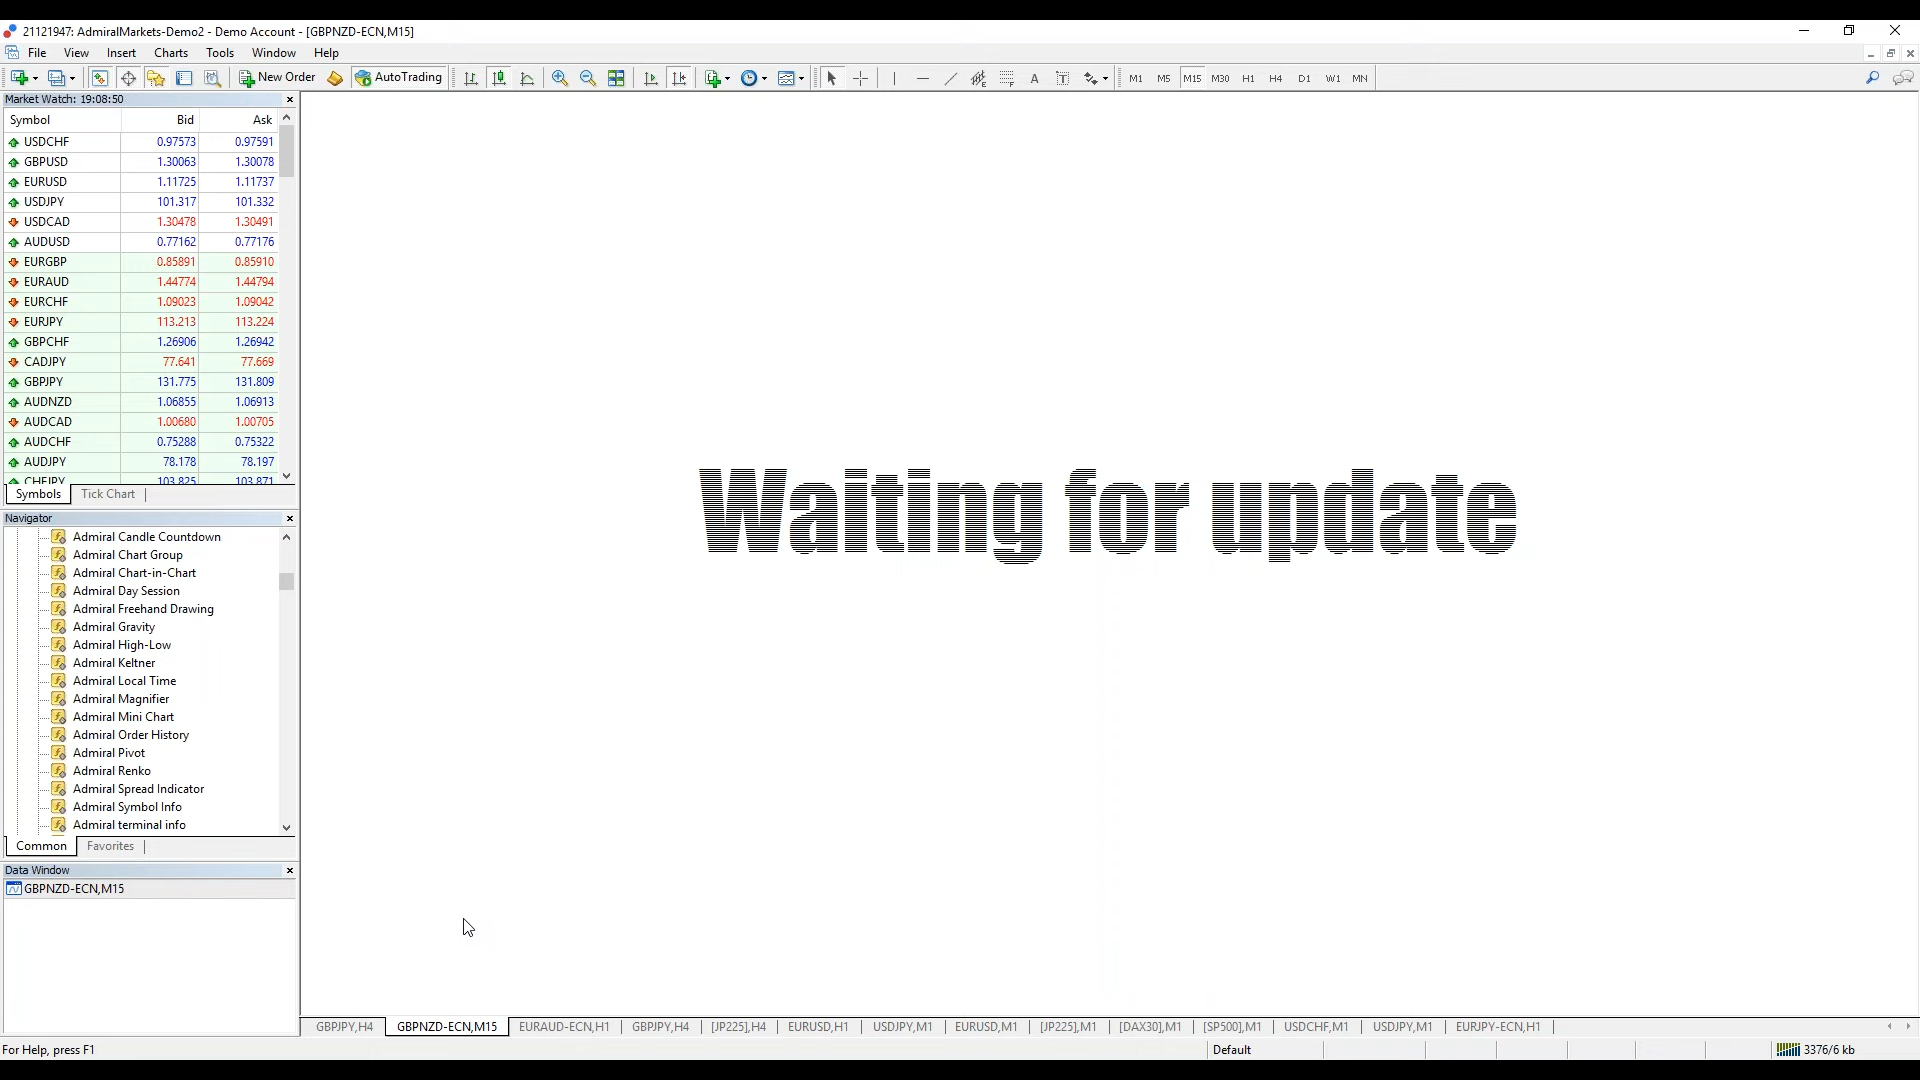 21121947: AdmiralMarkets-Demo2 - Demo Account - [GBPNZD-ECN,M15]
File View Insert Charts Tools Window Help
New Order AutoTrading A T M1 M5 M15 M30 H1 H4 D1 W1 MN
Market Watch: 19:08:50
Symbol Bid Ask
USDCHF 0.97573 0.97591
GBPUSD 1.30063 1.30078
EURUSD 1.11725 1.11737
USDJPY 101.317 101.332
USDCAD 1.30478 1.30491
AUDUSD 0.77162 0.77176
EURGBP 0.85891 0.85910
EURAUD 1.44774 1.44794
EURCHF 1.09023 1.09042
EURJPY 113.213 113.224
GBPCHF 1.26906 1.26942
CADJPY 77.641 77.669
GBPJPY 131.775 131.809
AUDNZD 1.06855 1.06913
AUDCAD 1.00680 1.00705
AUDCHF 0.75288 0.75322
AUDJPY 78.178 78.197
CHFJPY 103.825 103.871
Symbols Tick Chart
Navigator
Admiral Candle Countdown
Admiral Chart Group
Admiral Chart-in-Chart
Admiral Day Session
Admiral Freehand Drawing
Admiral Gravity
Admiral High-Low
Admiral Keltner
Admiral Local Time
Admiral Magnifier
Admiral Mini Chart
Admiral Order History
Admiral Pivot
Admiral Renko
Admiral Spread Indicator
Admiral Symbol Info
Admiral terminal info
Common Favorites
Data Window
GBPNZD-ECN,M15
Waiting for update
GBPJPY,H4 GBPNZD-ECN,M15 EURAUD-ECN,H1 GBPJPY,H4 [JP225],H4 EURUSD,H1 USDJPY,M1 EURUSD,M1 [JP225],M1 [DAX30],M1 [SP500],M1 USDCHF,M1 USDJPY,M1 EURJPY-ECN,H1
For Help, press F1 Default 3376/6 kb